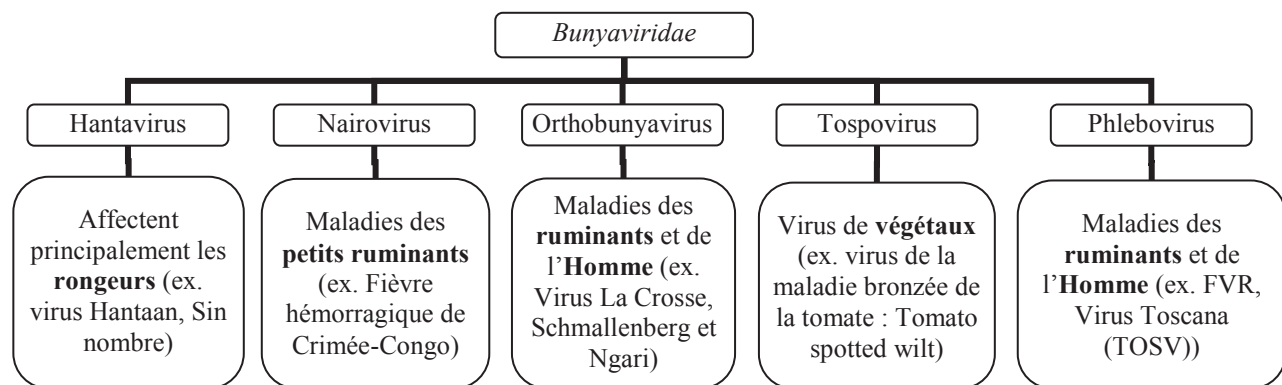 Bunyaviridae
Hantavirus
Nairovirus
Orthobunyavirus
Tospovirus
Phlebovirus
Affectent
principalement les
rongeurs (ex.
virus Hantaan, Sin
nombre)
Maladies des
petits ruminants
(ex. Fièvre
hémorragique de
Crimée-Congo)
Maladies des
ruminants et de
l’Homme (ex.
Virus La Crosse,
Schmallenberg et
Ngari)
Virus de végétaux
(ex. virus de la
maladie bronzée de
la tomate : Tomato
spotted wilt)
Maladies des
ruminants et de
l’Homme (ex. FVR,
Virus Toscana
(TOSV))